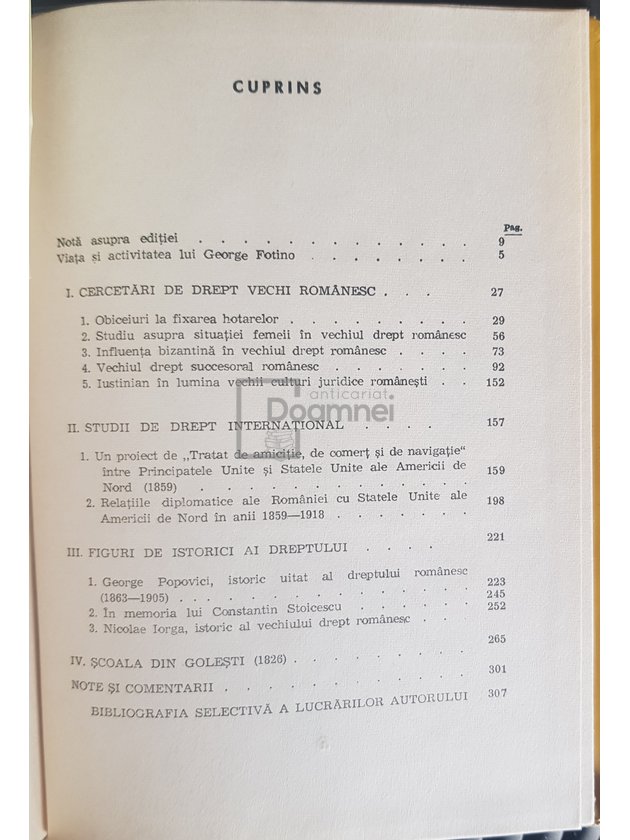 CUPRINS
Pag.
Notă asupra ediției . . . . . . . . . . . 9
Viața și activitatea lui George Fotino . . . . . . . 5
I. CERCETĂRI DE DREPT VECHI ROMÂNESC . . . 27
1. Obiceiuri la fixarea hotarelor . . . . . . . . 29
2. Studiu asupra situației femeii în vechiul drept românesc 56
3. Influența bizantină în vechiul drept românesc . . . . 73
4. Vechiul drept succesoral românesc . . . . . . 92
5. Iustinian în lumina vechii culturi juridice românești . . 152
anticariat
Doamnei
II. STUDII DE DREPT INTERNAȚIONAL . . . . 157
1. Un proiect de „Tratat de amiciție, de comerț și de navigație"
între Principatele Unite și Statele Unite ale Americii de
Nord (1859) . . . . . . . . . . . 159
2. Relațiile diplomatice ale României cu Statele Unite ale
Americii de Nord în anii 1859—1918 . . . . . . 198
III. FIGURI DE ISTORICI AI DREPTULUI . . . . 221
1. George Popovici, istoric uitat al dreptului românesc
(1863—1905) . . . . . . . . . . . 223
2. În memoria lui Constantin Stoicescu . . . . . . 245
3. Nicolae Iorga, istoric al vechiului drept românesc . . . 252
IV. ȘCOALA DIN GOLEȘTI (1826) . . . . . . . 265
NOTE ȘI COMENTARII . . . . . . . . . 301
BIBLIOGRAFIA SELECTIVĂ A LUCRĂRILOR AUTORULUI 307